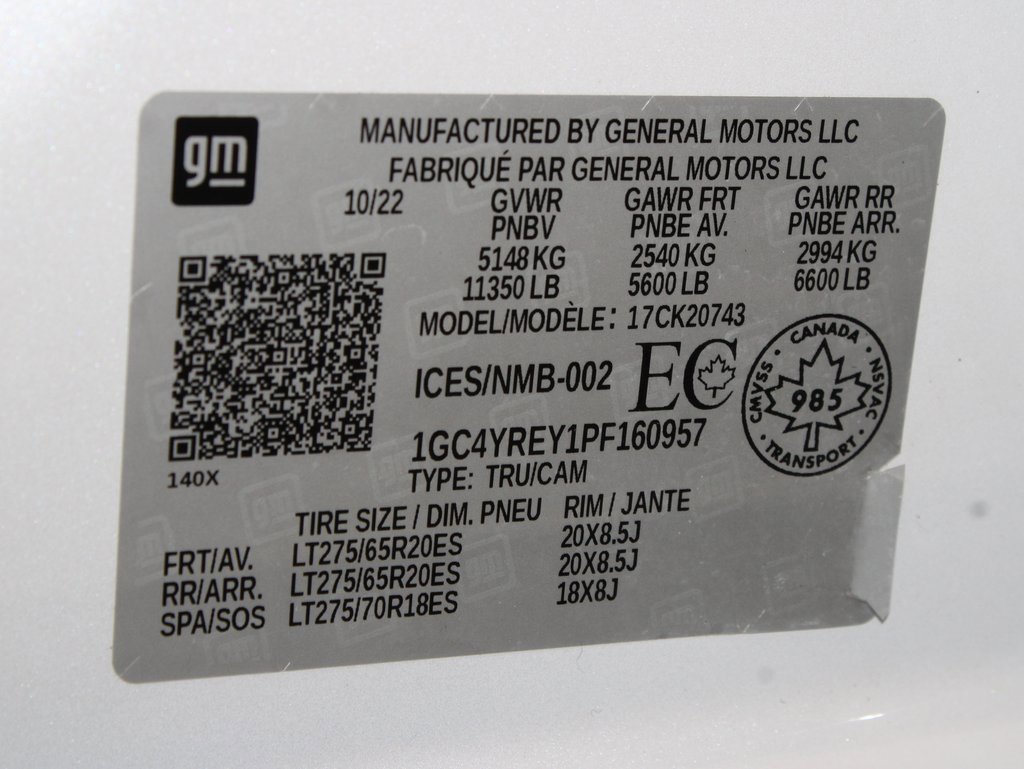 gm
MANUFACTURED BY GENERAL MOTORS LLC
FABRIQUÉ PAR GENERAL MOTORS LLC
10/22 GVWR GAWR FRT GAWR RR
PNBV PNBE AV. PNBE ARR.
5148 KG 2540 KG 2994 KG
11350 LB 5600 LB 6600 LB
MODEL/MODÈLE: 17CK20743
ICES/NMB-002 EC
CANADA
CMVSS 985 NSVAC
TRANSPORT
1GC4YREY1PF160957
140X TYPE: TRU/CAM
TIRE SIZE / DIM. PNEU RIM / JANTE
FRT/AV. LT275/65R20ES 20X8.5J
RR/ARR. LT275/65R20ES 20X8.5J
SPA/SOS LT275/70R18ES 18X8J